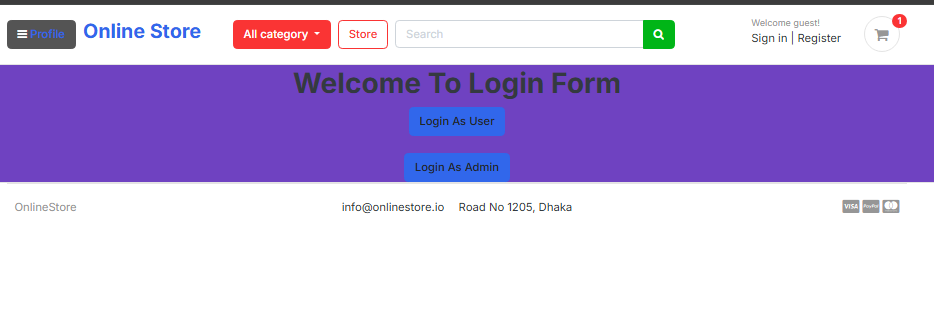 Profile
Online Store
All category
Store
Search
Welcome guest!
Sign in | Register
1
Welcome To Login Form
Login As User
Login As Admin
OnlineStore
info@onlinestore.io
Road No 1205, Dhaka
VISA
PayPal